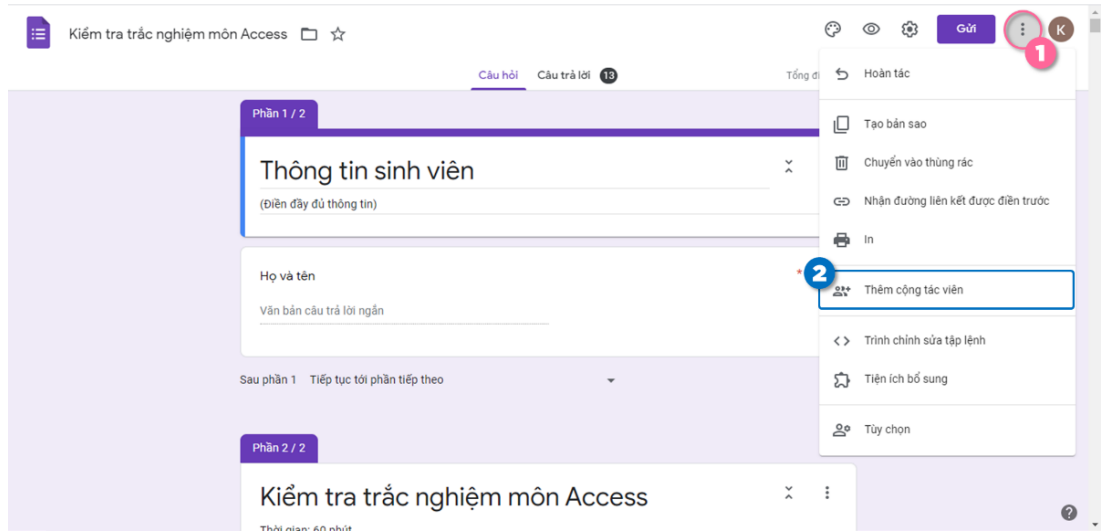 Kiểm tra trắc nghiệm môn Access
Gửi
1
K
Câu hỏi
Câu trả lời 13
Tổng đi
Hoàn tác
Tạo bản sao
Chuyển vào thùng rác
Nhận đường liên kết được điền trước
In
2
Thêm cộng tác viên
Trình chỉnh sửa tập lệnh
Tiện ích bổ sung
Tùy chọn
Phần 1 / 2
Thông tin sinh viên
(Điền đầy đủ thông tin)
Họ và tên
*
Văn bản câu trả lời ngắn
Sau phần 1 Tiếp tục tới phần tiếp theo
Phần 2 / 2
Kiểm tra trắc nghiệm môn Access
Thời gian: 60 phút